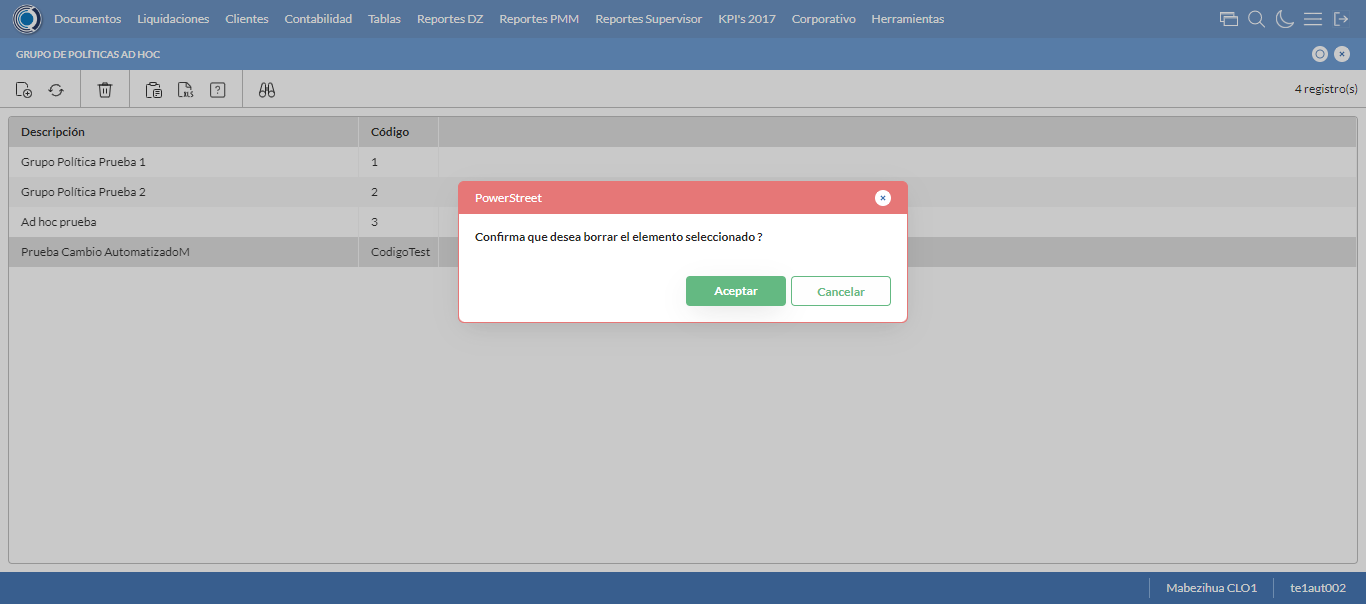 Documentos Liquidaciones Clientes Contabilidad Tablas Reportes DZ Reportes PMM Reportes Supervisor KPI's 2017 Corporativo Herramientas
GRUPO DE POLÍTICAS AD HOC
XLS ? 4 registro(s)
Descripción Código
Grupo Política Prueba 1 1
Grupo Política Prueba 2 2
Ad hoc prueba 3
Prueba Cambio AutomatizadoM CodigoTest
PowerStreet
Confirma que desea borrar el elemento seleccionado ?
Aceptar Cancelar
Mabezihua CLO1 te1aut002